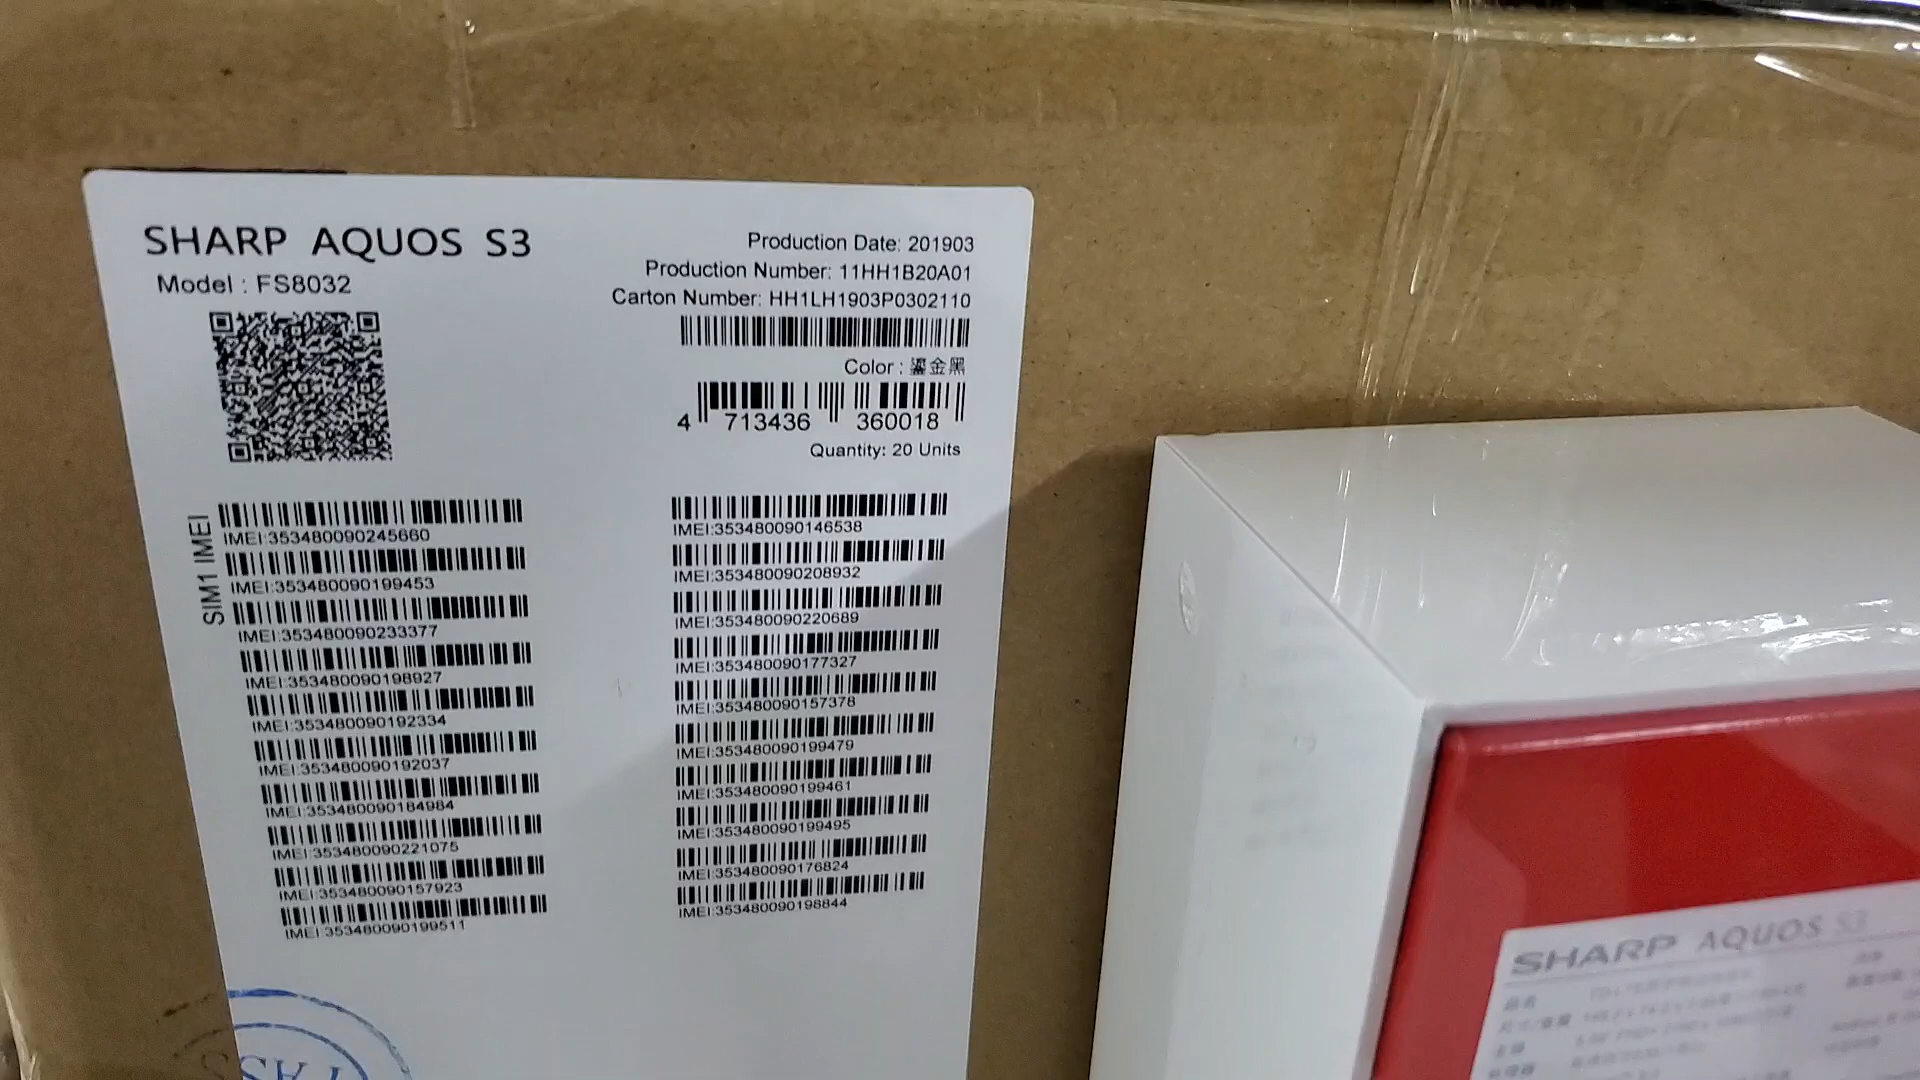 SHARP AQUOS S3
Model : FS8032
Production Date: 201903
Production Number: 11HH1B20A01
Carton Number: HH1LH1903P0302110
Color : 鎏金黑
4 713436 360018
Quantity: 20 Units
SIM1 IMEI
IMEI:353480090245660
IMEI:353480090199453
IMEI:353480090233377
IMEI:353480090198927
IMEI:353480090192334
IMEI:353480090192037
IMEI:353480090184984
IMEI:353480090221075
IMEI:353480090157923
IMEI:353480090199511
IMEI:353480090146538
IMEI:353480090208932
IMEI:353480090220689
IMEI:353480090177327
IMEI:353480090157378
IMEI:353480090199479
IMEI:353480090199461
IMEI:353480090199495
IMEI:353480090176824
IMEI:353480090198844
SHARP AQUOS S3